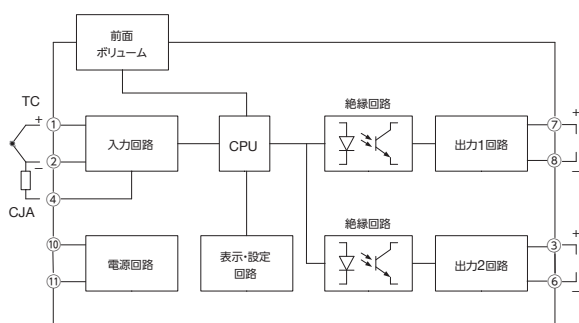 前面
ボリューム
TC
+
①
入力回路
CPU
絶縁回路
出力1回路
⑦
+
②
−
⑧
−
④
CJA
絶縁回路
⑩
電源回路
表示・設定
回路
出力2回路
③
+
⑪
⑥
−